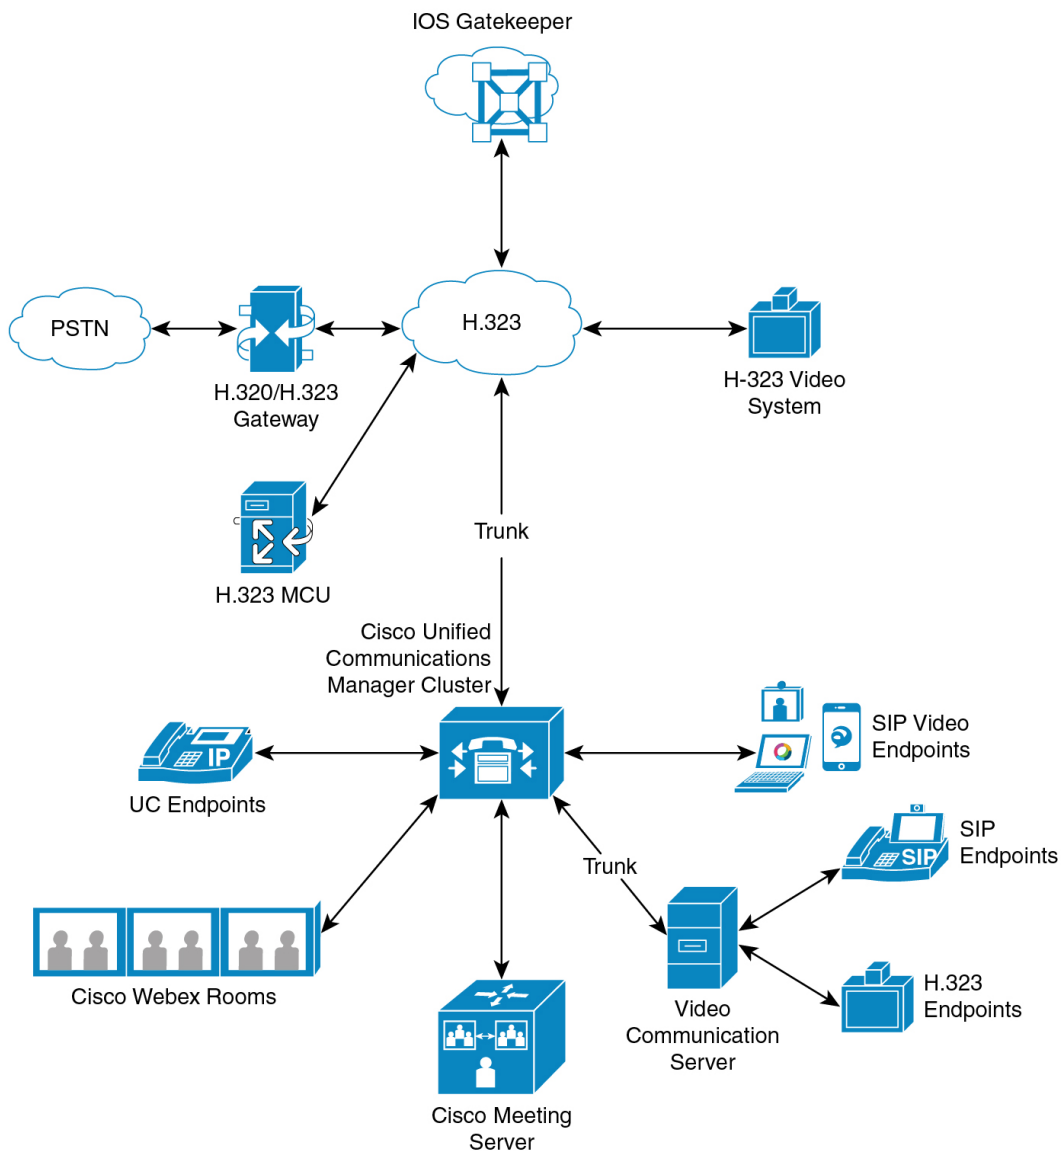 IOS Gatekeeper
PSTN
H.323
H.320/H.323
Gateway
H-323 Video
System
H.323 MCU
Trunk
Cisco Unified
Communications
Manager Cluster
IP
UC Endpoints
SIP Video
Endpoints
SIP
SIP
Endpoints
Trunk
Cisco Webex Rooms
Video
Communication
Server
H.323
Endpoints
Cisco Meeting
Server